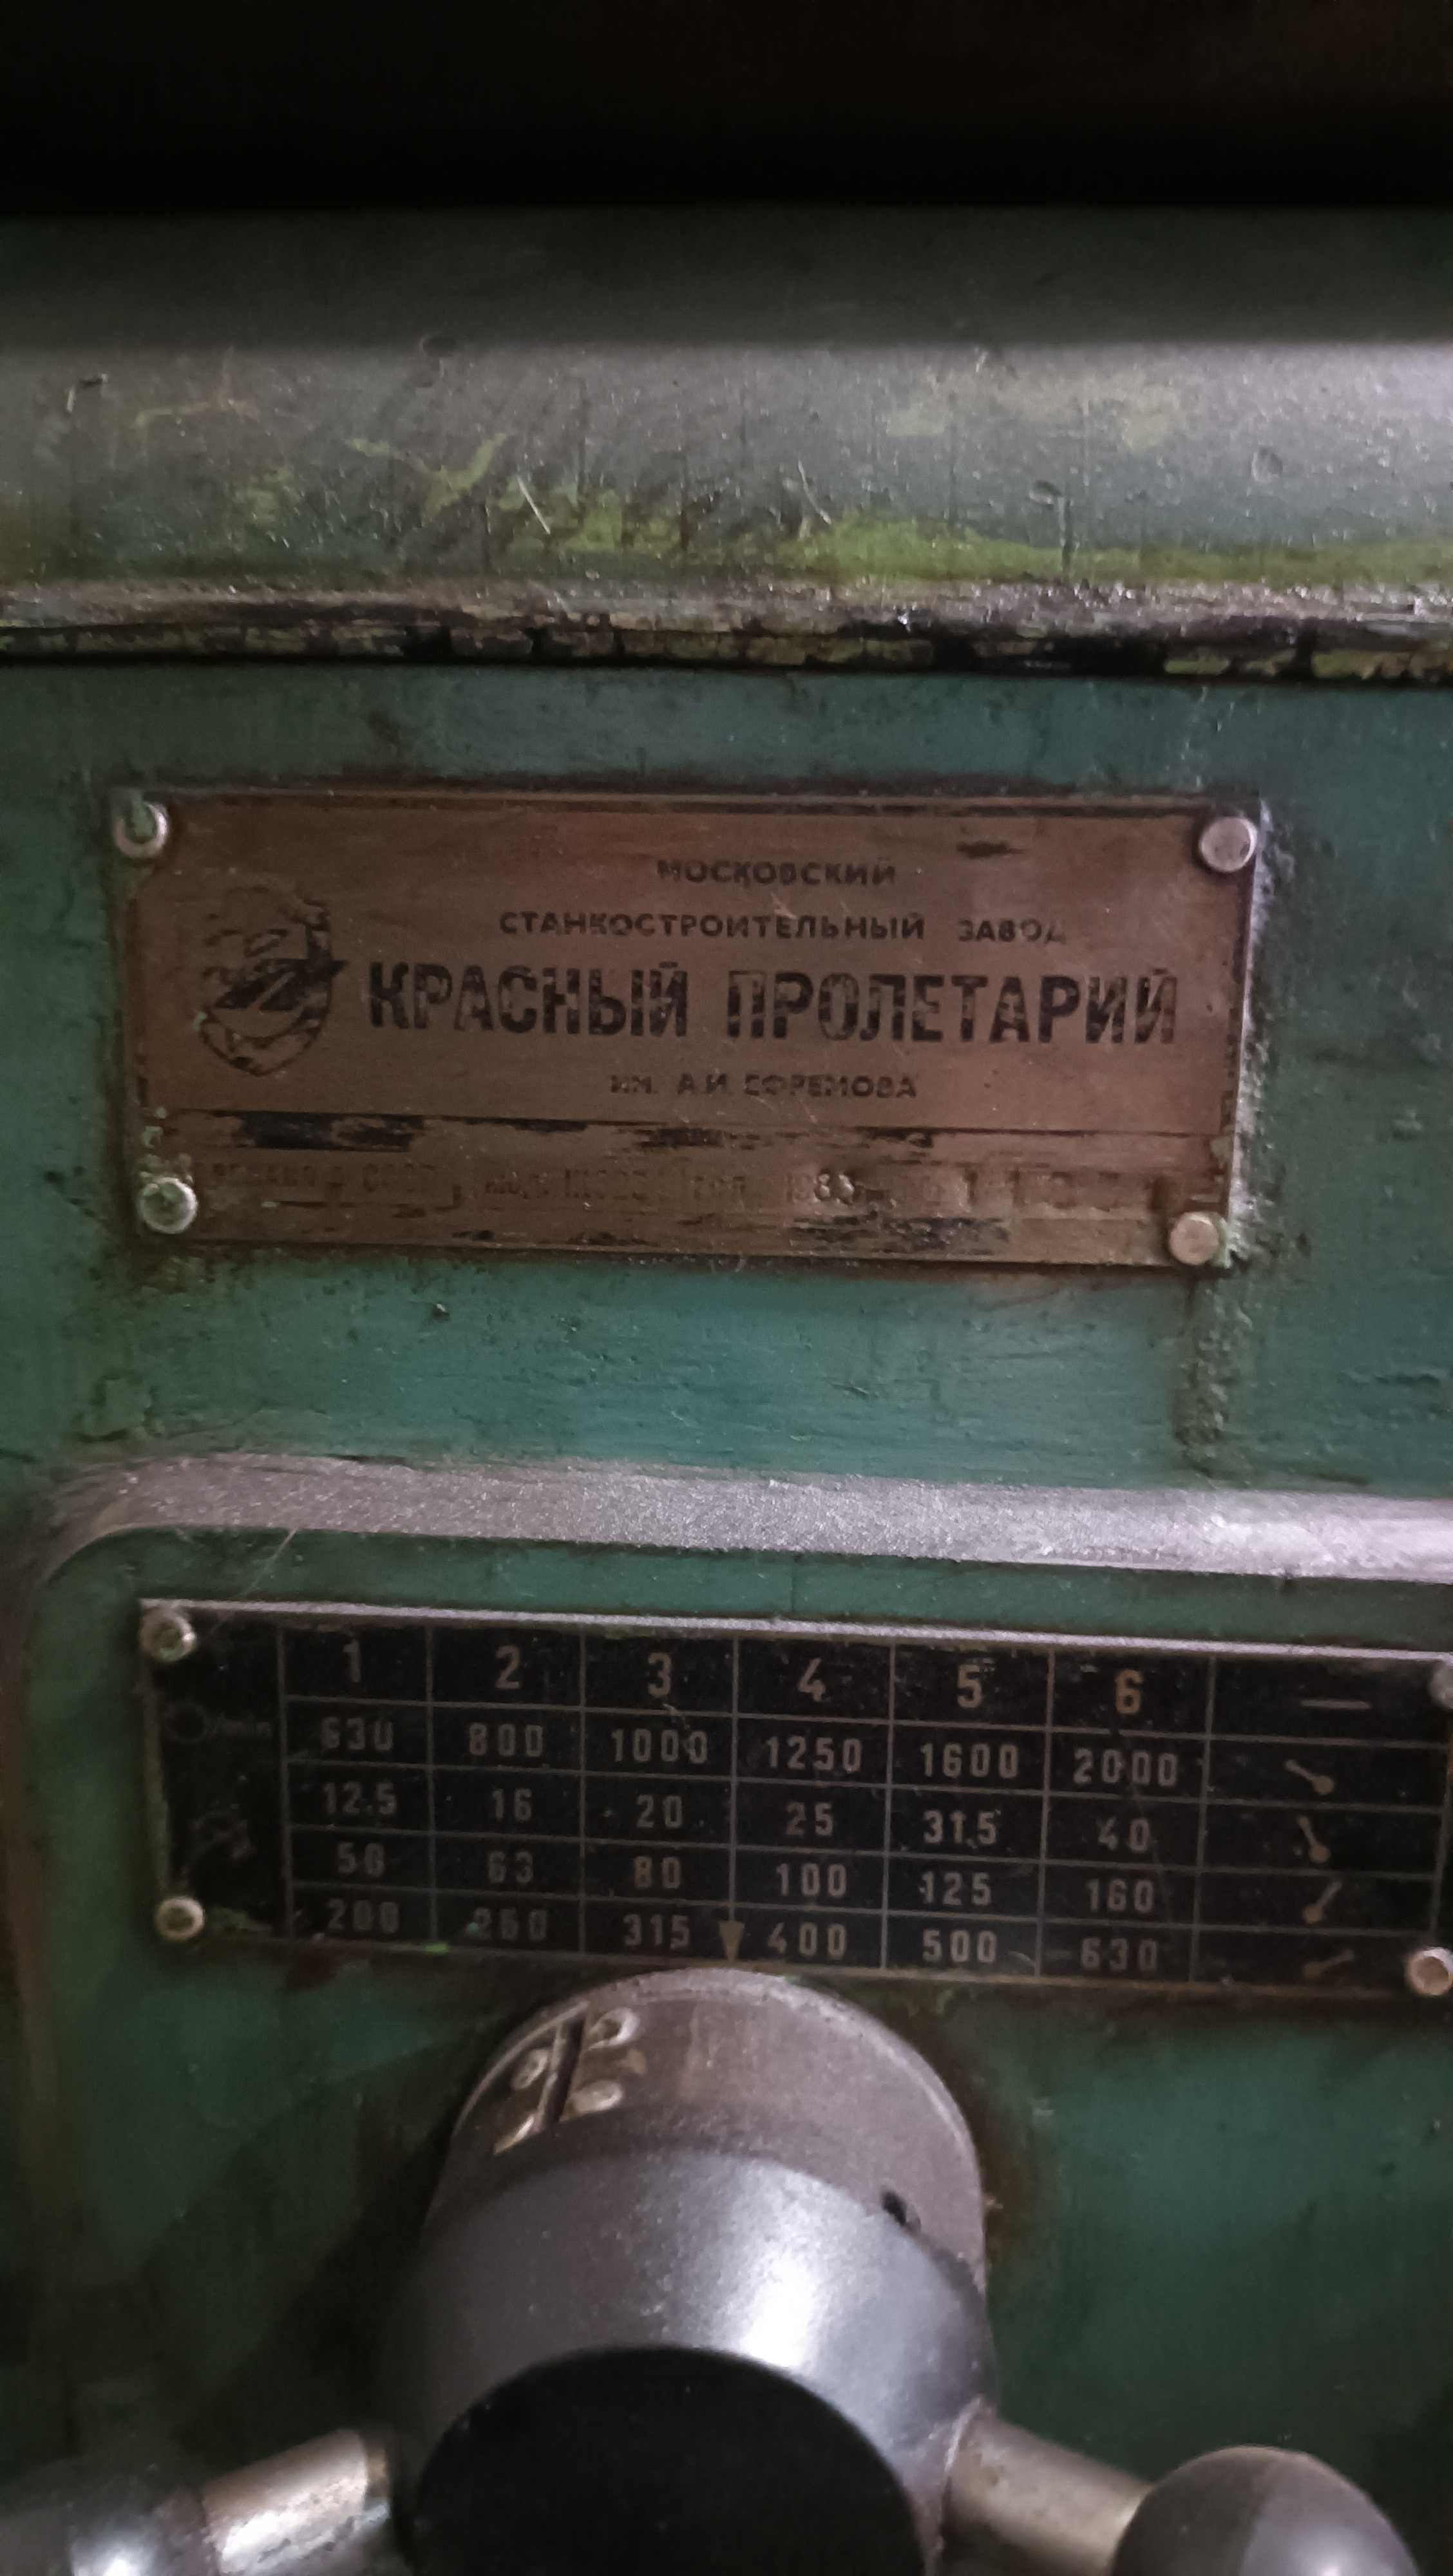 МОСКОВСКИЙ
СТАНКОСТРОИТЕЛЬНЫЙ ЗАВОД
КРАСНЫЙ ПРОЛЕТАРИЙ
ИМ. А.И. ЕФРЕМОВА
СССР
1 2 3 4 5 6
/min 630 800 1000 1250 1600 2000
12.5 16 20 25 31.5 40
50 63 80 100 125 160
200 250 315 400 500 630